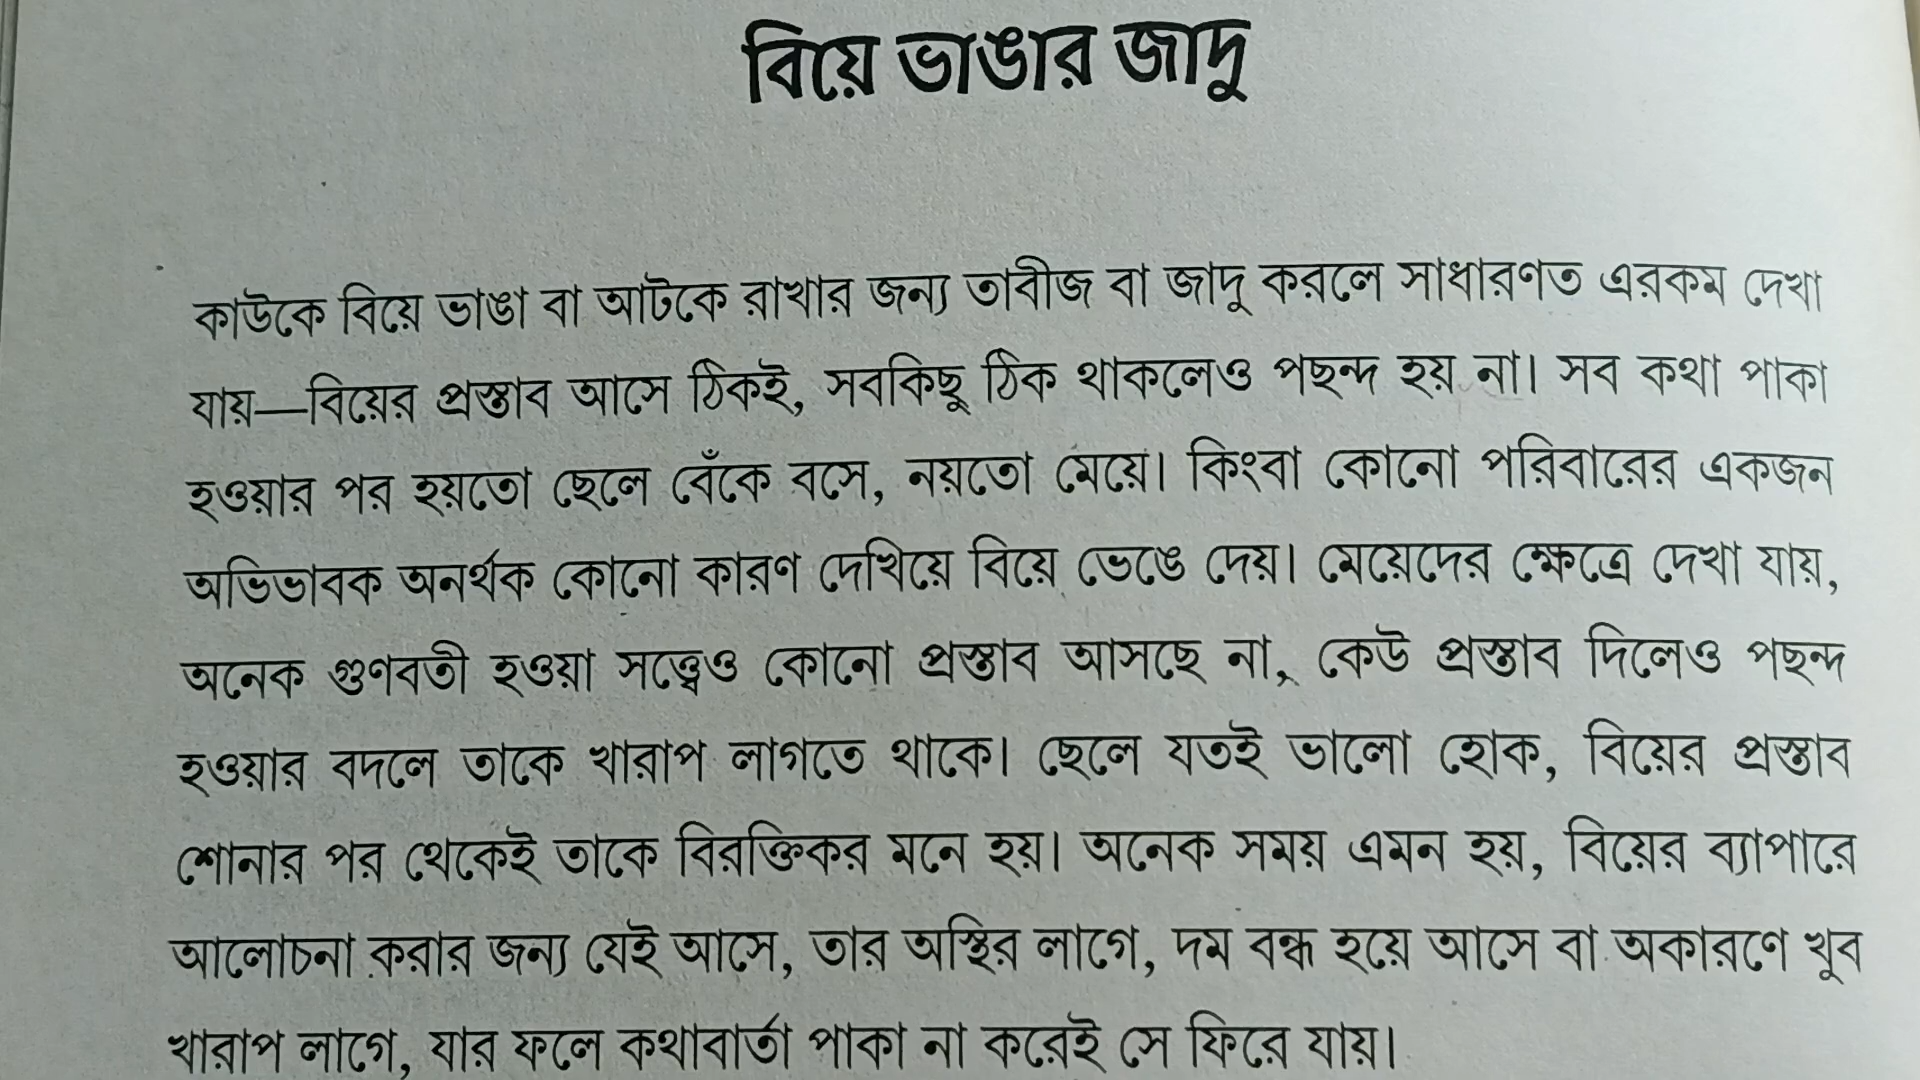 বিয়ে ভাঙার জাদু
কাউকে বিয়ে ভাঙা বা আটকে রাখার জন্য তাবীজ বা জাদু করলে সাধারণত এরকম দেখা
যায়—বিয়ের প্রস্তাব আসে ঠিকই, সবকিছু ঠিক থাকলেও পছন্দ হয় না। সব কথা পাকা
হওয়ার পর হয়তো ছেলে বেঁকে বসে, নয়তো মেয়ে। কিংবা কোনো পরিবারের একজন
অভিভাবক অনর্থক কোনো কারণ দেখিয়ে বিয়ে ভেঙে দেয়। মেয়েদের ক্ষেত্রে দেখা যায়,
অনেক গুণবতী হওয়া সত্ত্বেও কোনো প্রস্তাব আসছে না, কেউ প্রস্তাব দিলেও পছন্দ
হওয়ার বদলে তাকে খারাপ লাগতে থাকে। ছেলে যতই ভালো হোক, বিয়ের প্রস্তাব
শোনার পর থেকেই তাকে বিরক্তিকর মনে হয়। অনেক সময় এমন হয়, বিয়ের ব্যাপারে
আলোচনা করার জন্য যেই আসে, তার অস্থির লাগে, দম বন্ধ হয়ে আসে বা অকারণে খুব
খারাপ লাগে, যার ফলে কথাবার্তা পাকা না করেই সে ফিরে যায়।